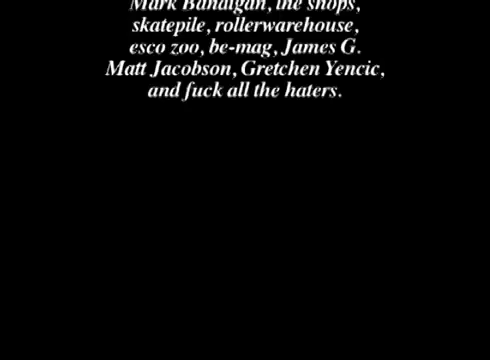 Mark Bandigan, the shops,
skatepile, rollerwarehouse,
esco zoo, be-mag, James G.
Matt Jacobson, Gretchen Yencic,
and fuck all the haters.